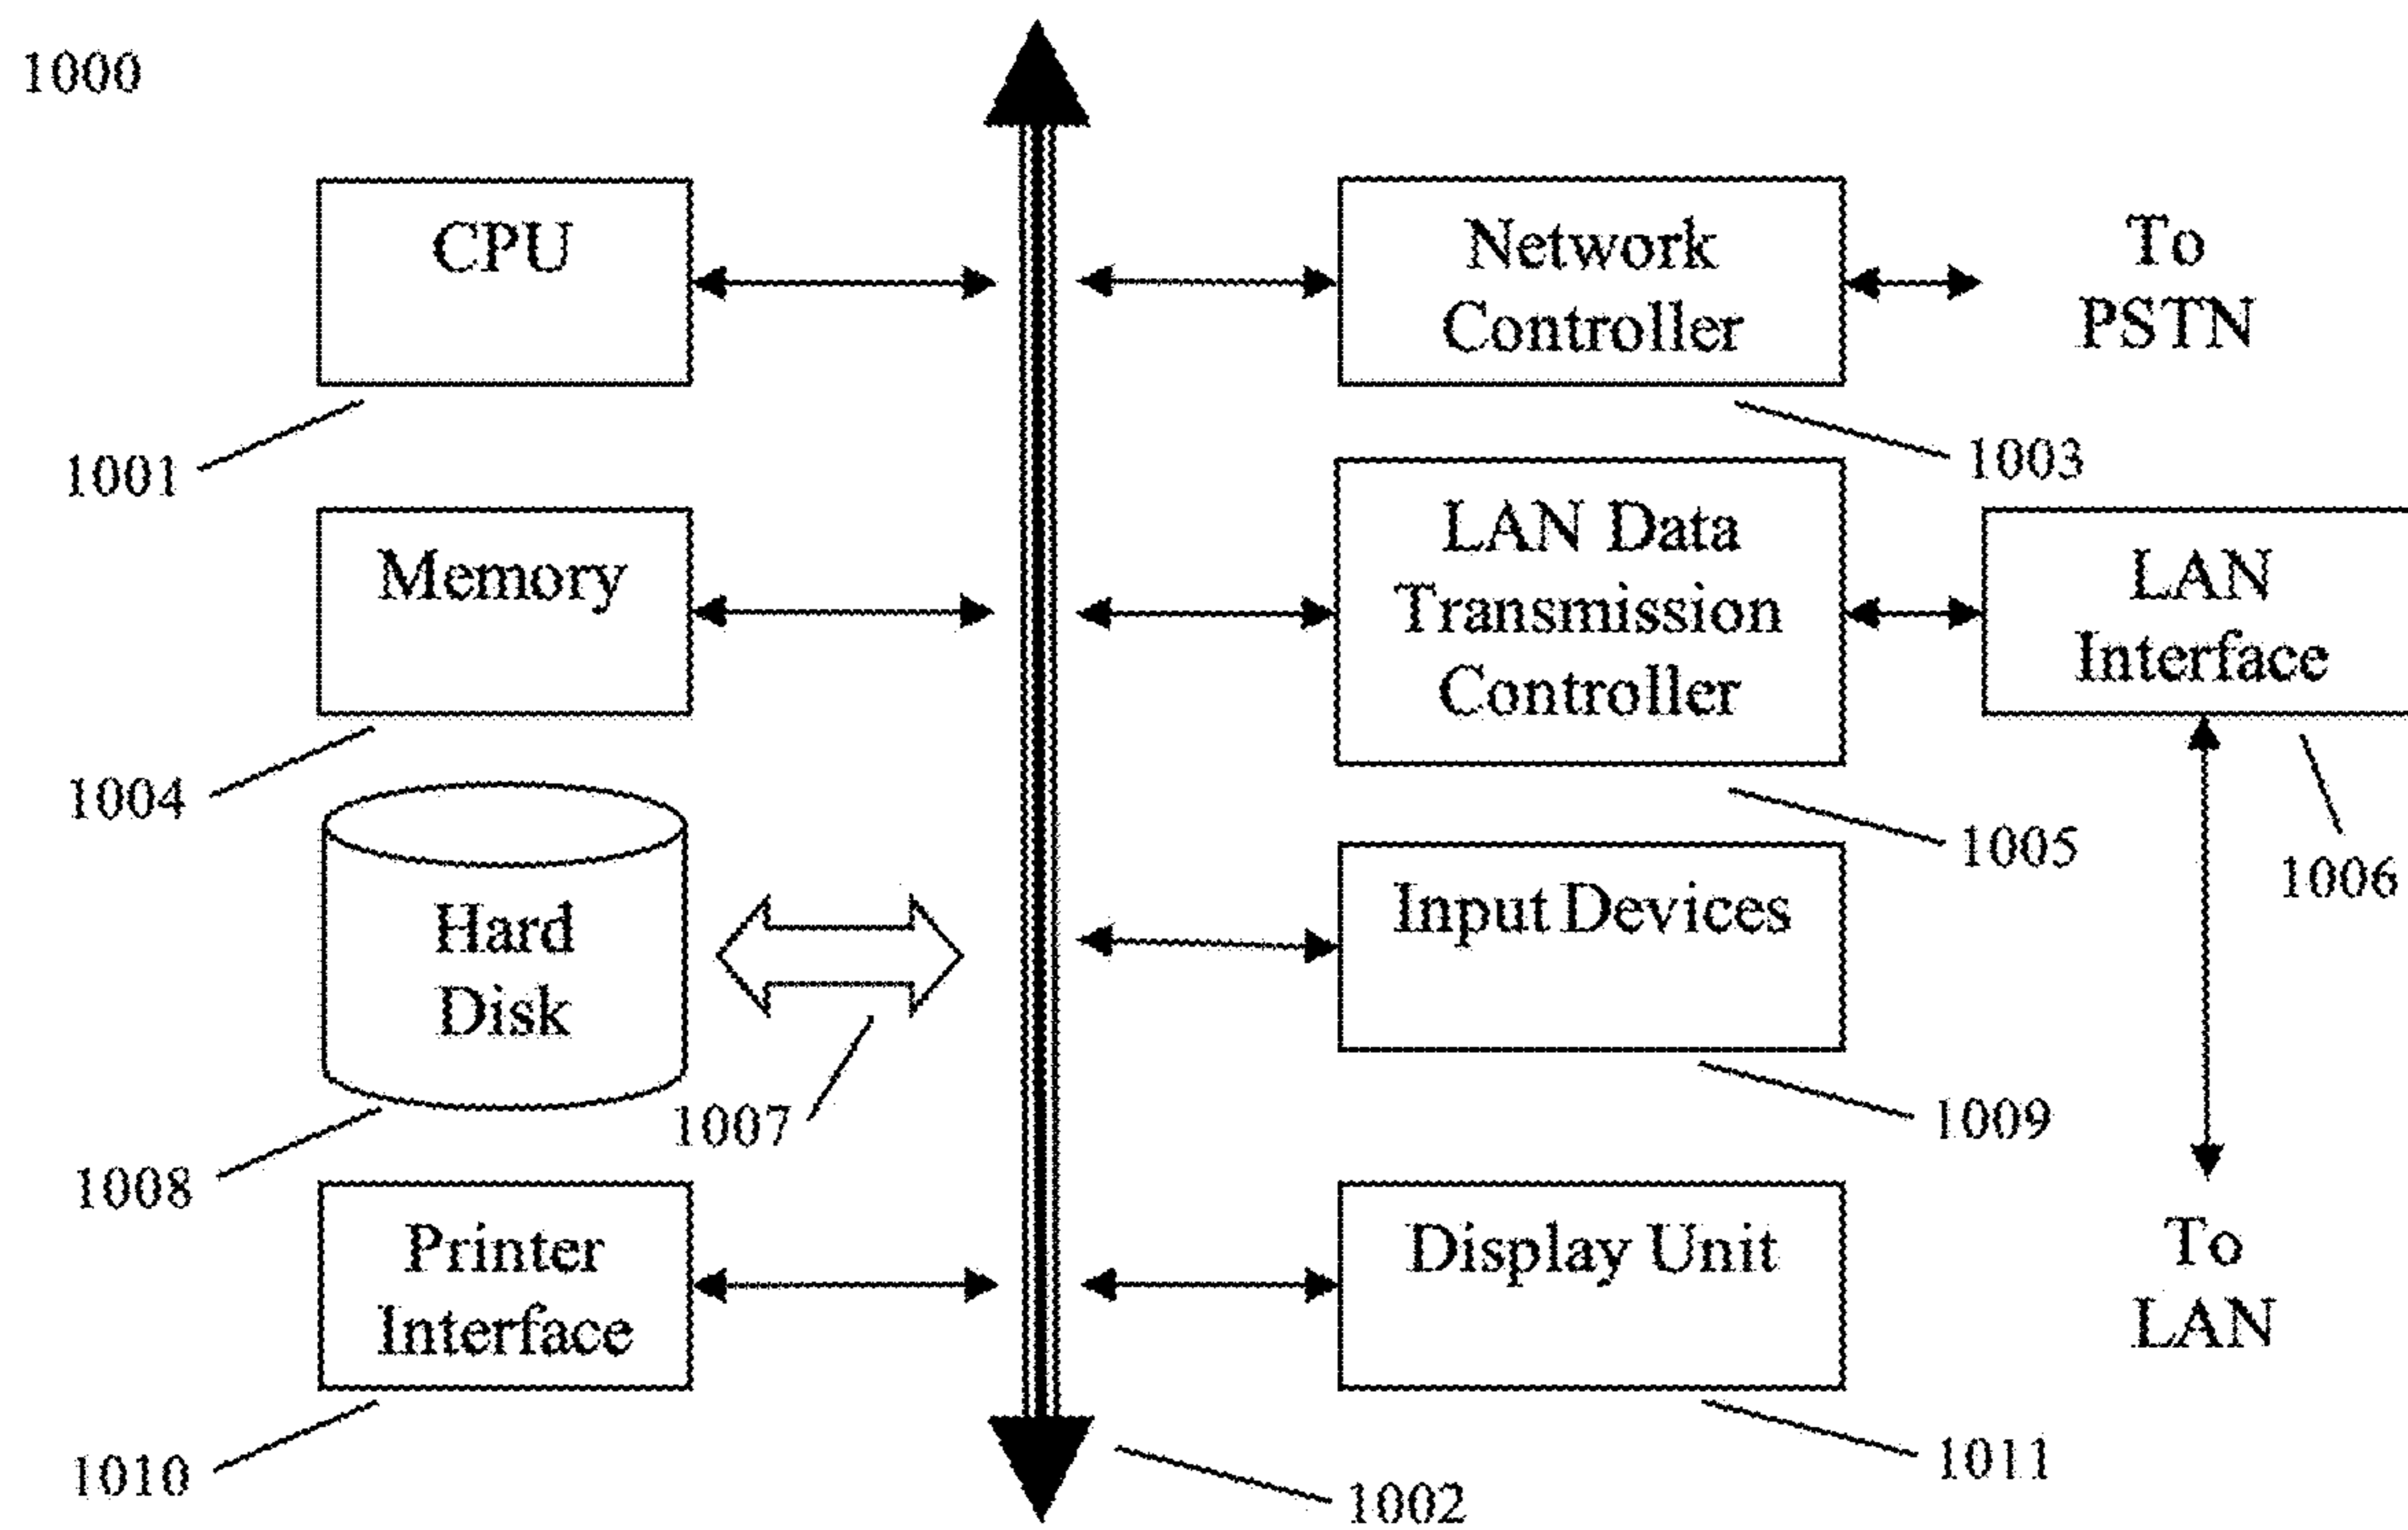 1000
CPU
Network
Controller
To
PSTN
1001
1003
Memory
LAN Data
Transmission
Controller
LAN
Interface
1004
1005
1006
Hard
Disk
1007
Input Devices
1008
1009
Printer
Interface
Display Unit
To
LAN
1010
1002
1011